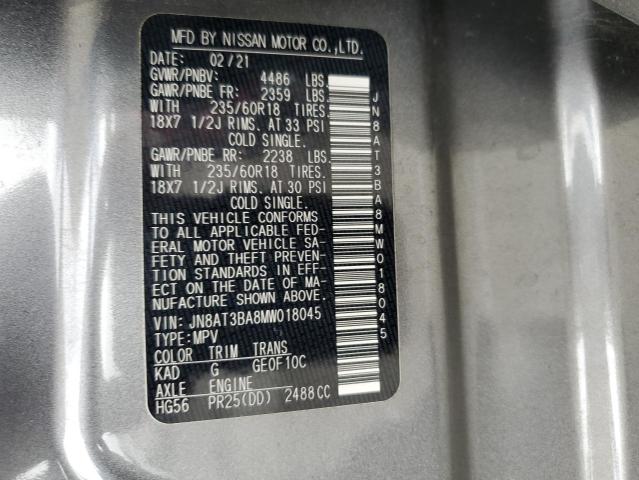 MFD BY NISSAN MOTOR CO.,LTD.
DATE: 02/21
GVWR/PNBV: 4486 LBS.
GAWR/PNBE FR: 2359 LBS.
WITH 235/60R18 TIRES.
18X7 1/2J RIMS. AT 33 PSI
COLD SINGLE.
GAWR/PNBE RR: 2238 LBS.
WITH 235/60R18 TIRES.
18X7 1/2J RIMS. AT 30 PSI
COLD SINGLE.
THIS VEHICLE CONFORMS
TO ALL APPLICABLE FED-
ERAL MOTOR VEHICLE SA-
FETY AND THEFT PREVEN-
TION STANDARDS IN EFF-
ECT ON THE DATE OF MA-
NUFACTURE SHOWN ABOVE.
VIN: JN8AT3BA8MW018045
TYPE:MPV
COLOR TRIM TRANS
KAD G GE0F10C
AXLE ENGINE
HG56 PR25(DD) 2488CC
JN8AT3BA8MW018045